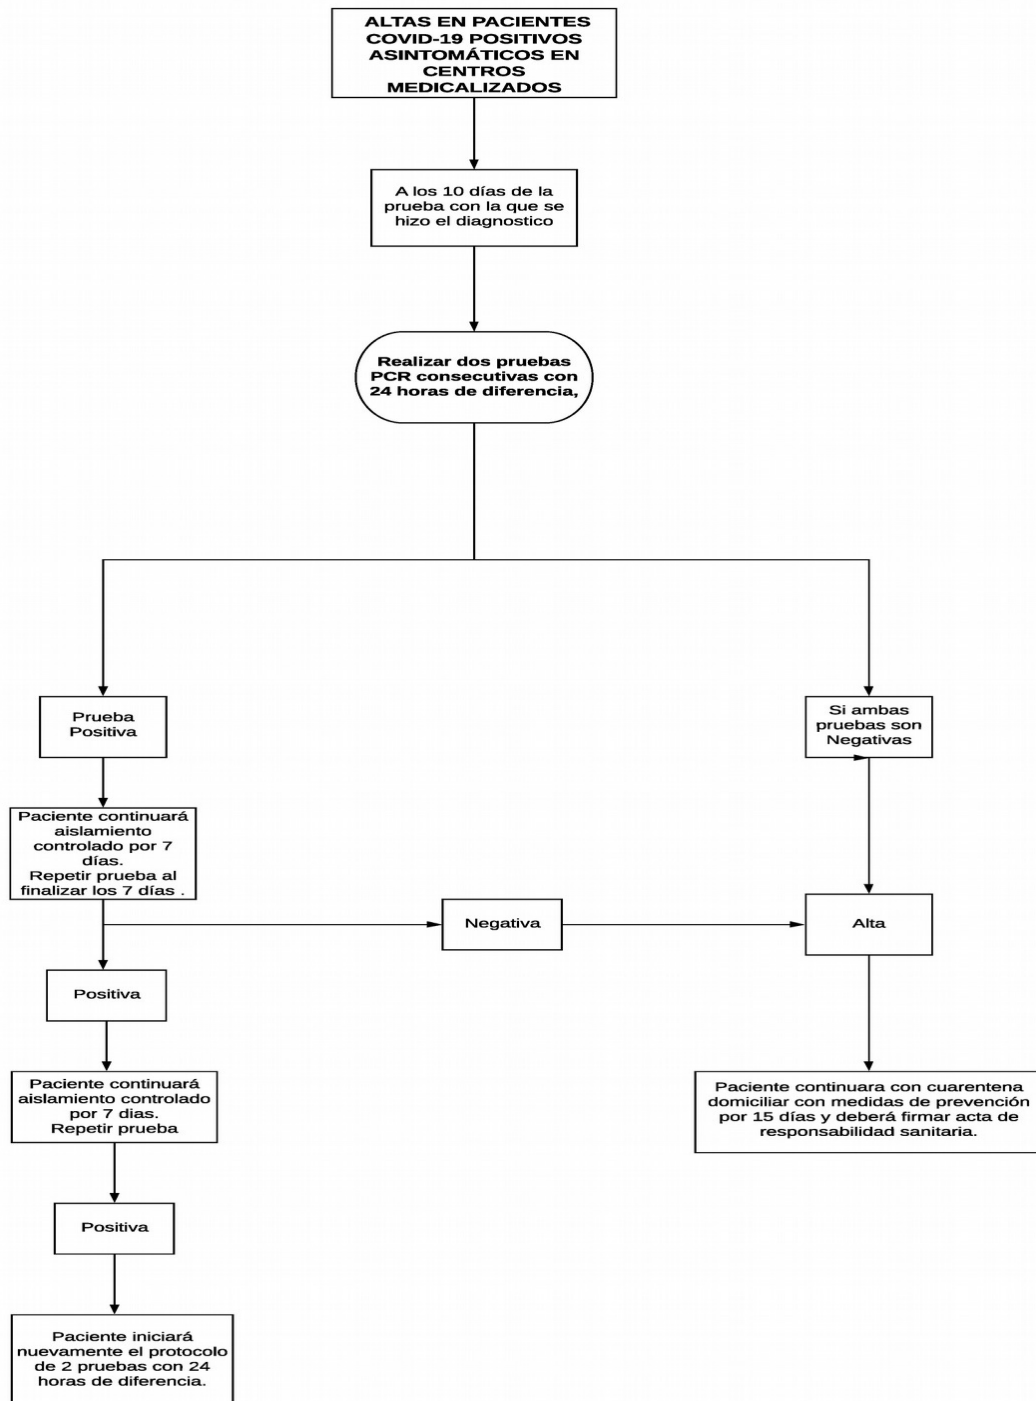 ALTAS EN PACIENTES
COVID-19 POSITIVOS
ASINTOMÁTICOS EN
CENTROS
MEDICALIZADOS
A los 10 días de la
prueba con la que se
hizo el diagnostico
Realizar dos pruebas
PCR consecutivas con
24 horas de diferencia,
Prueba
Positiva
Si ambas
pruebas son
Negativas
Paciente continuará
aislamiento
controlado por 7
días.
Repetir prueba al
finalizar los 7 días .
Negativa
Alta
Positiva
Paciente continuará
aislamiento controlado
por 7 dias.
Repetir prueba
Paciente continuara con cuarentena
domiciliar con medidas de prevención
por 15 días y deberá firmar acta de
responsabilidad sanitaria.
Positiva
Paciente iniciará
nuevamente el protocolo
de 2 pruebas con 24
horas de diferencia.